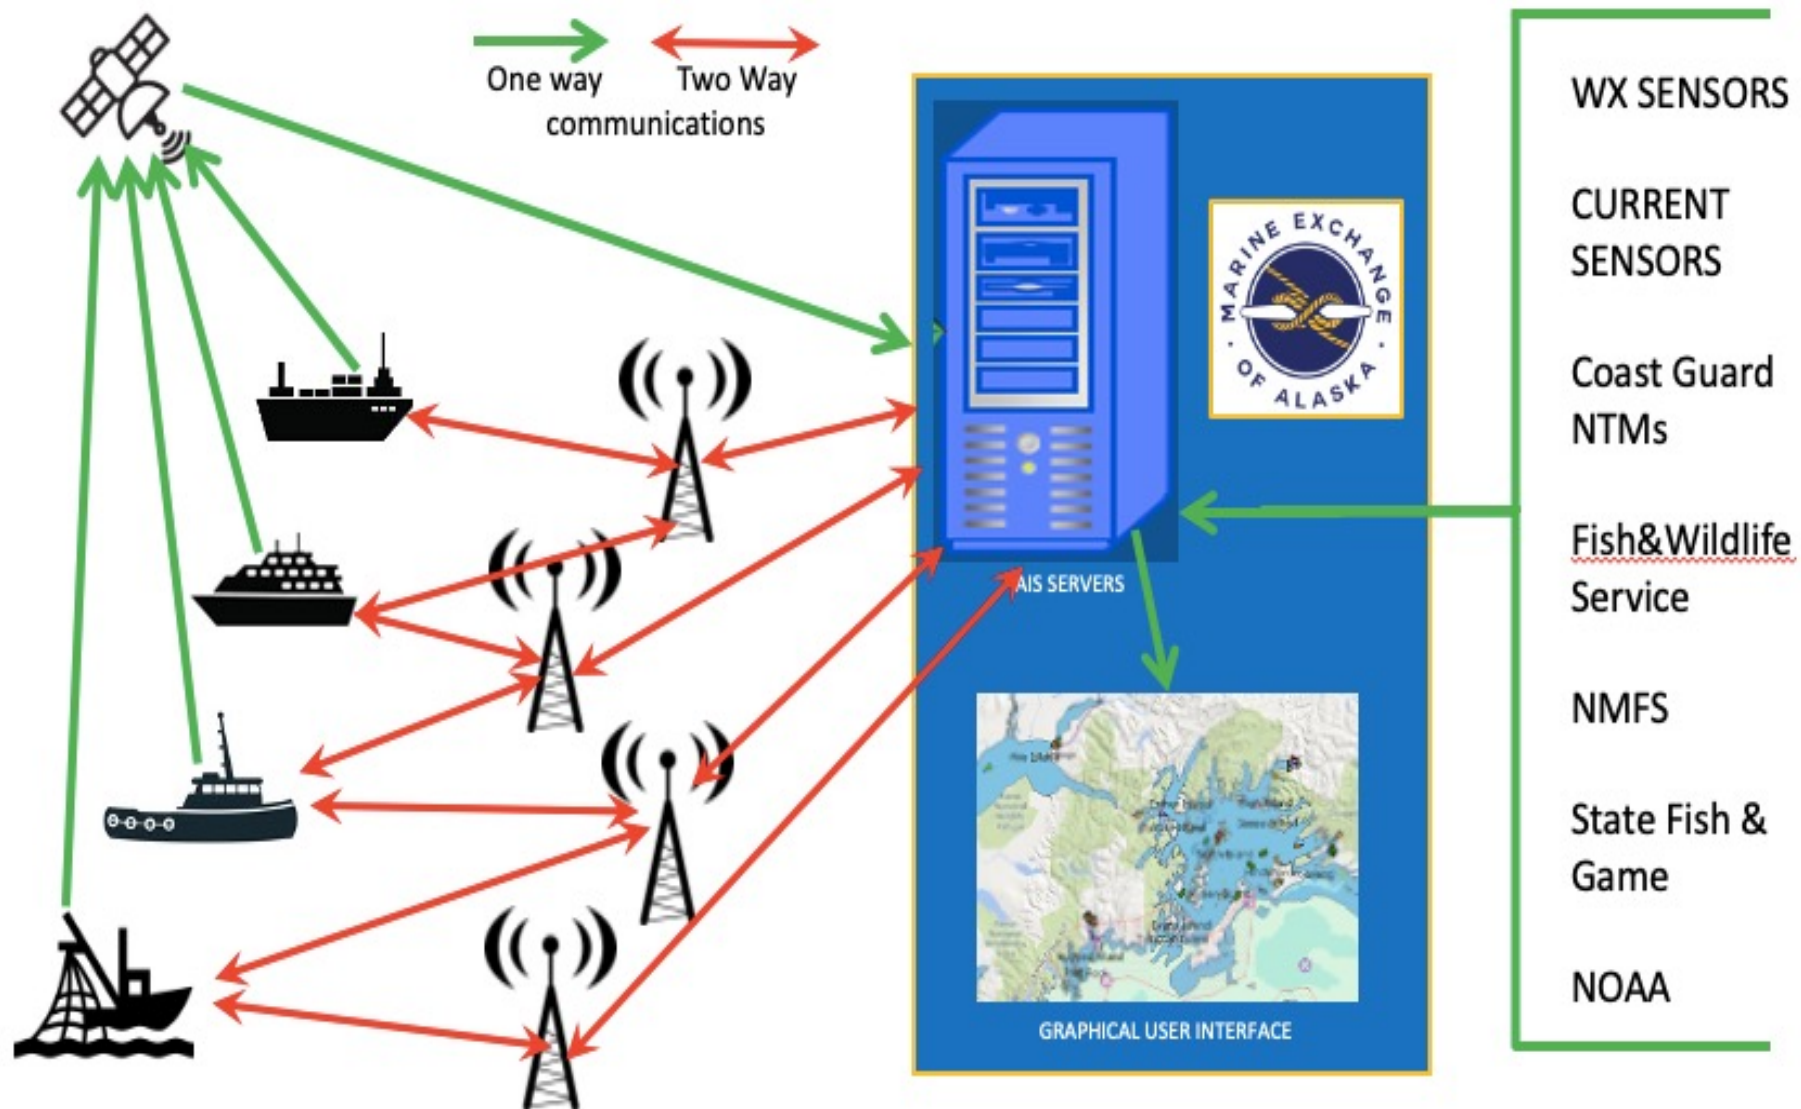 One way
Two Way
communications
MARINE EXCHANGE
OF ALASKA
AIS SERVERS
GRAPHICAL USER INTERFACE
WX SENSORS
CURRENT
SENSORS
Coast Guard
NTMs
Fish&Wildlife
Service
NMFS
State Fish &
Game
NOAA